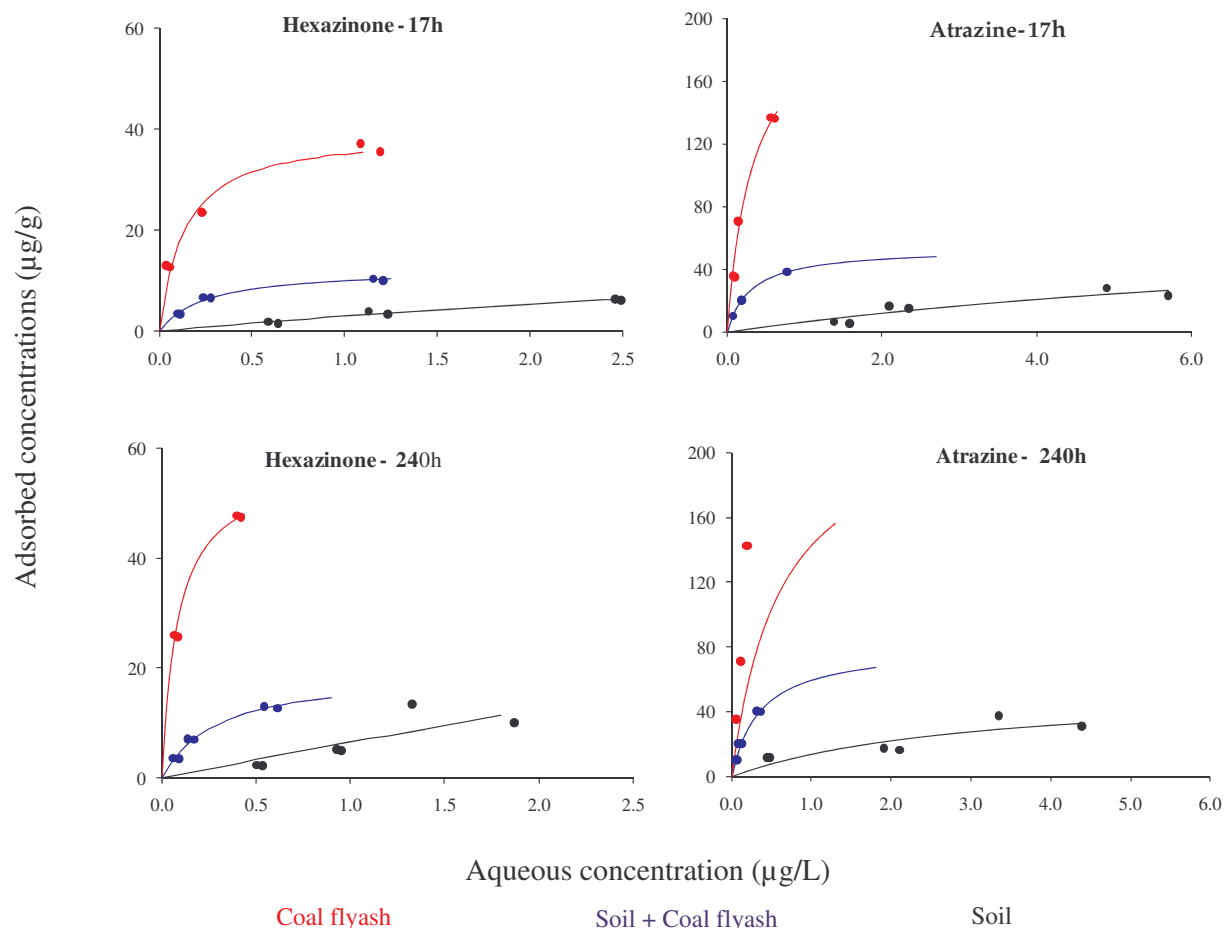 Hexazinone - 17h
60
40
20
0
0.0 0.5 1.0 1.5 2.0 2.5
Atrazine-17h
200
160
120
80
40
0
0.0 2.0 4.0 6.0
Adsorbed concentrations (µg/g)
Hexazinone - 240h
60
40
20
0
0.0 0.5 1.0 1.5 2.0 2.5
Atrazine - 240h
200
160
120
80
40
0
0.0 1.0 2.0 3.0 4.0 5.0 6.0
Aqueous concentration (µg/L)
Coal flyash Soil + Coal flyash Soil